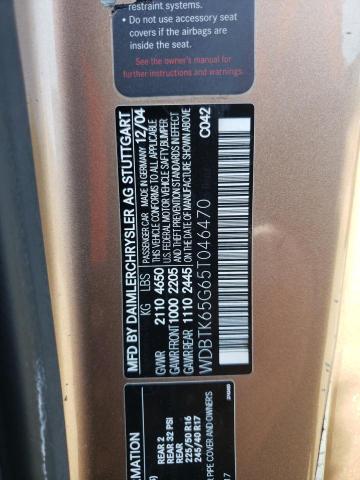 restraint systems.
• Do not use accessory seat
covers if the airbags are
inside the seat.
See the owner's manual for
further instructions and warnings.
MFD BY DAIMLERCHRYSLER AG STUTTGART
PASSENGER CAR MADE IN GERMANY 12/04
KG LBS
GVWR 2110 4650
GAWR FRONT 1000 2205
GAWR REAR 1110 2445
THIS VEHICLE CONFORMS TO ALL APPLICABLE
U.S. FEDERAL MOTOR VEHICLE SAFETY, BUMPER
AND THEFT PREVENTION STANDARDS IN EFFECT
ON THE DATE OF MANUFACTURE SHOWN ABOVE
WDBTK65G65T046470 C042
RMATION
REAR 2
REAR 32 PSI
REAR
225/50 R16
245/40 R17
COVER AND OWNER'S